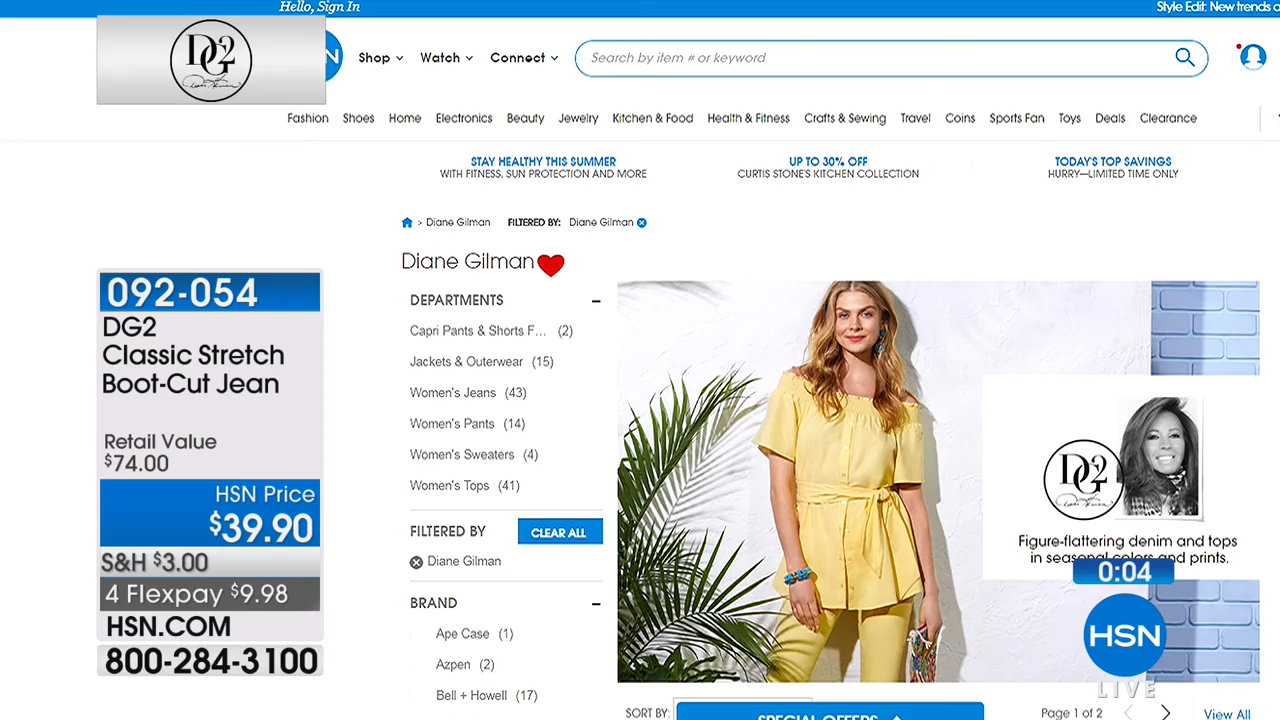 Hello, Sign In
Style Edit: New trends
DG2
Shop
Watch
Connect
Search by item # or keyword
Fashion
Shoes
Home
Electronics
Beauty
Jewelry
Kitchen & Food
Health & Fitness
Crafts & Sewing
Travel
Coins
Sports Fan
Toys
Deals
Clearance
STAY HEALTHY THIS SUMMER
WITH FITNESS, SUN PROTECTION AND MORE
UP TO 30% OFF
CURTIS STONE'S KITCHEN COLLECTION
TODAY'S TOP SAVINGS
HURRY—LIMITED TIME ONLY
> Diane Gilman
FILTERED BY:
Diane Gilman
Diane Gilman
DEPARTMENTS
Capri Pants & Shorts F... (2)
Jackets & Outerwear (15)
Women's Jeans (43)
Women's Pants (14)
Women's Sweaters (4)
Women's Tops (41)
FILTERED BY
CLEAR ALL
Diane Gilman
BRAND
Ape Case (1)
Azpen (2)
Bell + Howell (17)
092-054
DG2
Classic Stretch
Boot-Cut Jean
Retail Value
$74.00
HSN Price
$39.90
S&H $3.00
4 Flexpay $9.98
HSN.COM
800-284-3100
DG2
Figure-flattering denim and tops
in seasonal colors and prints.
0:04
HSN
LIVE
SORT BY:
SPECIAL OFFERS
Page 1 of 2
View All